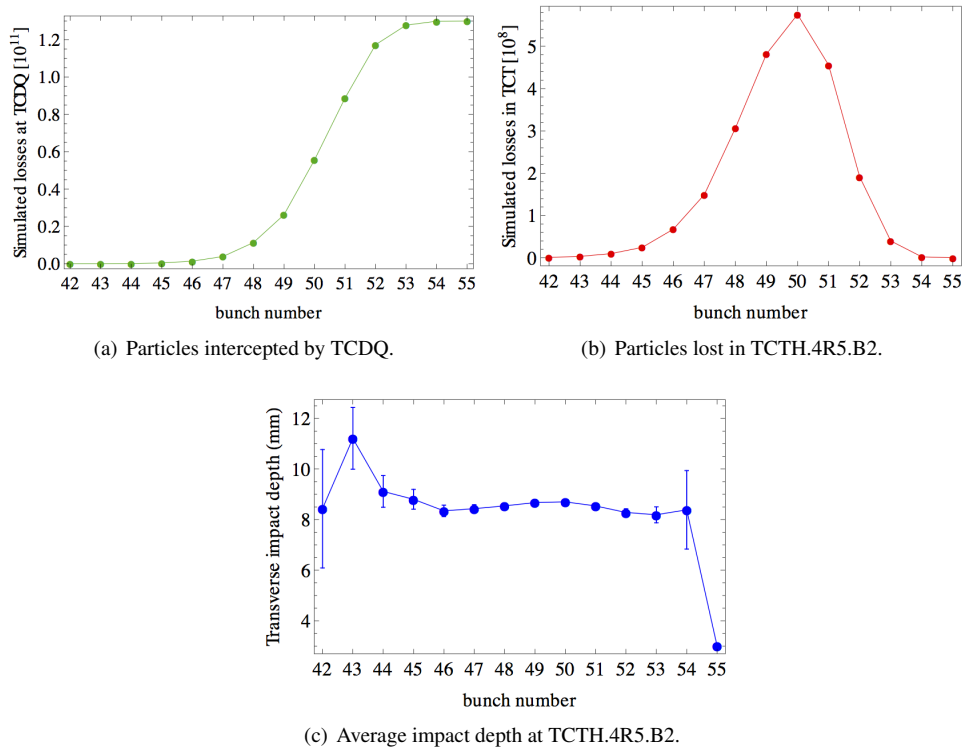 Simulated losses at TCDQ [10^11]
1.2
1.0
0.8
0.6
0.4
0.2
0.0
42 43 44 45 46 47 48 49 50 51 52 53 54 55
bunch number
(a) Particles intercepted by TCDQ.
Simulated losses in TCT [10^8]
5
4
3
2
1
0
42 43 44 45 46 47 48 49 50 51 52 53 54 55
bunch number
(b) Particles lost in TCTH.4R5.B2.
Transverse impact depth (mm)
12
10
8
6
4
42 43 44 45 46 47 48 49 50 51 52 53 54 55
bunch number
(c) Average impact depth at TCTH.4R5.B2.